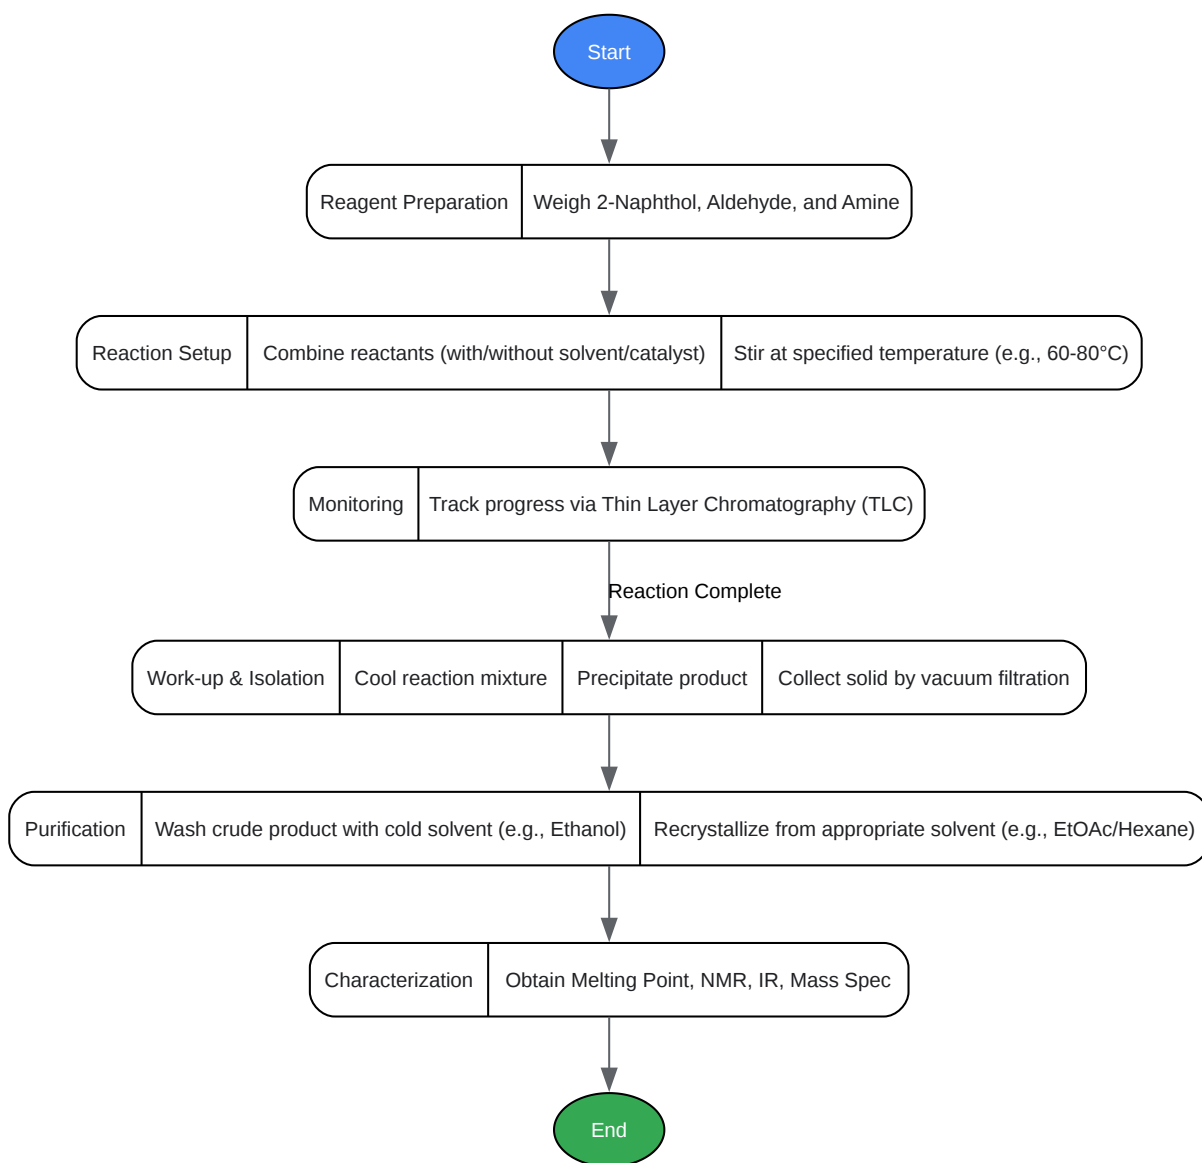 Start
Reagent Preparation
Weigh 2-Naphthol, Aldehyde, and Amine
Reaction Setup
Combine reactants (with/without solvent/catalyst)
Stir at specified temperature (e.g., 60-80°C)
Monitoring
Track progress via Thin Layer Chromatography (TLC)
Reaction Complete
Work-up & Isolation
Cool reaction mixture
Precipitate product
Collect solid by vacuum filtration
Purification
Wash crude product with cold solvent (e.g., Ethanol)
Recrystallize from appropriate solvent (e.g., EtOAc/Hexane)
Characterization
Obtain Melting Point, NMR, IR, Mass Spec
End